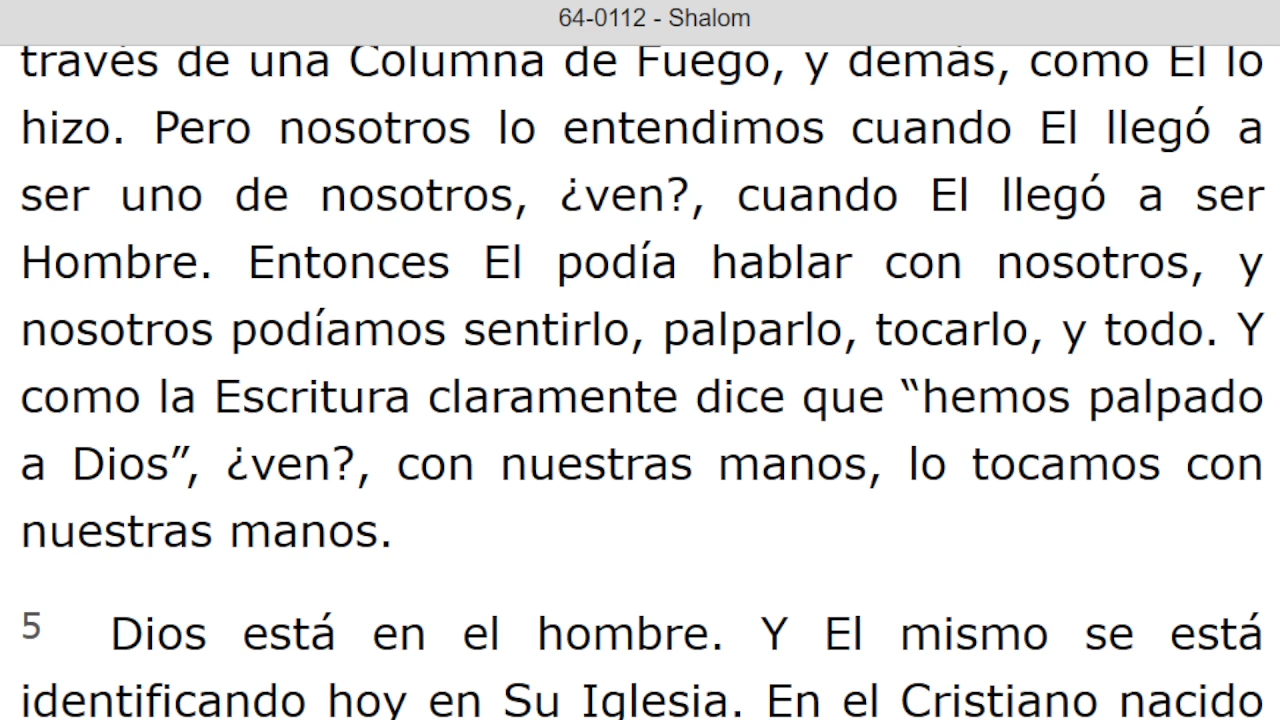 64-0112 - Shalom
través de una Columna de Fuego, y demás, como El lo
hizo. Pero nosotros lo entendimos cuando El llegó a
ser uno de nosotros, ¿ven?, cuando El llegó a ser
Hombre. Entonces El podía hablar con nosotros, y
nosotros podíamos sentirlo, palparlo, tocarlo, y todo. Y
como la Escritura claramente dice que “hemos palpado
a Dios”, ¿ven?, con nuestras manos, lo tocamos con
nuestras manos.
5 Dios está en el hombre. Y El mismo se está
identificando hoy en Su Iglesia. En el Cristiano nacido